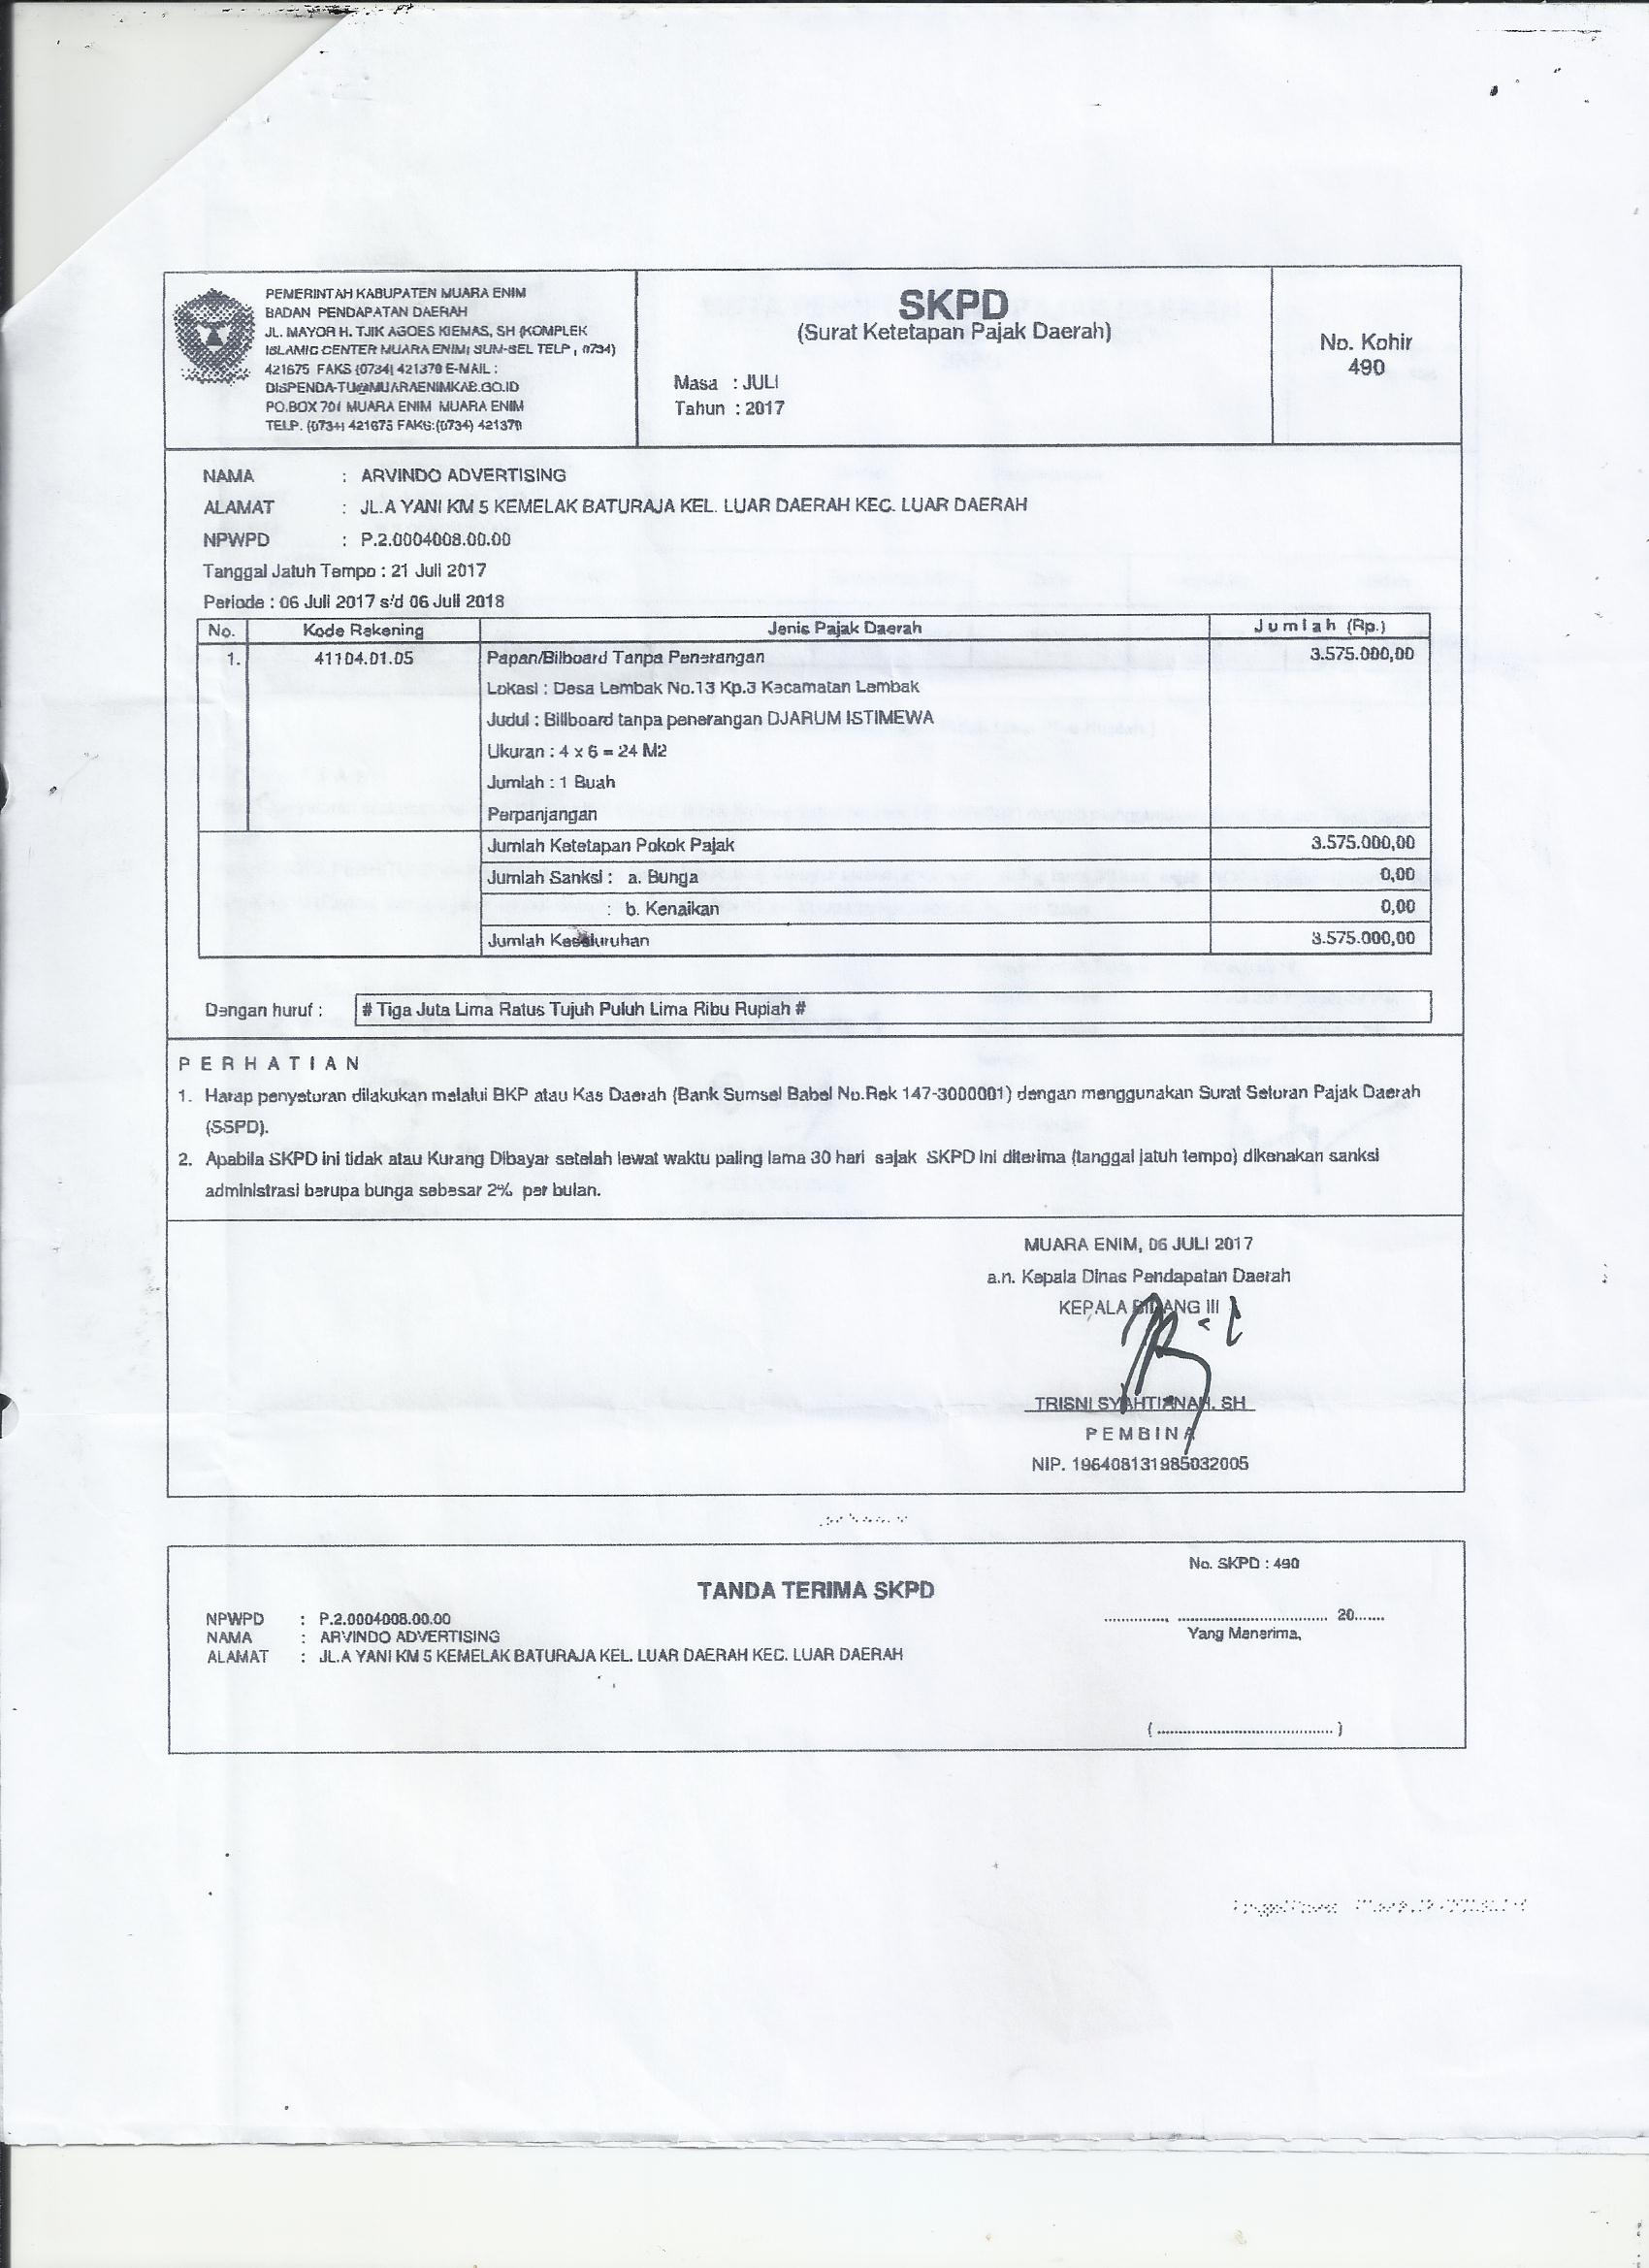 PEMERINTAH KABUPATEN MUARA ENIM
BADAN PENDAPATAN DAERAH
JL. MAYOR H. TJIK AGOES KIEMAS, SH (KOMPLEK
ISLAMIC CENTER MUARA ENIM) SUM-SEL TELP, 0734)
421675 FAKS (0734) 421370 E-MAIL :
DISPENDA-TU@MUARAENIMKAB.GO.ID
PO.BOX 701 MUARA ENIM MUARA ENIM
TELP. (0734) 421675 FAKS:(0734) 421370
SKPD
(Surat Ketetapan Pajak Daerah)
Masa : JULI
Tahun : 2017
No. Kohir
490
NAMA : ARVINDO ADVERTISING
ALAMAT : JL.A YANI KM 5 KEMELAK BATURAJA KEL. LUAR DAERAH KEC. LUAR DAERAH
NPWPD : P.2.0004008.00.00
Tanggal Jatuh Tempo : 21 Juli 2017
Periode : 06 Juli 2017 s/d 06 Juli 2018
No. Kode Rekening Jenis Pajak Daerah Jumlah (Rp.)
1. 41104.01.05 Papan/Bilboard Tanpa Penerangan 3.575.000,00
Lokasi : Desa Lembak No.13 Kp.3 Kecamatan Lembak
Judul : Billboard tanpa penerangan DJARUM ISTIMEWA
Ukuran : 4 x 6 = 24 M2
Jumlah : 1 Buah
Perpanjangan
Jumlah Ketetapan Pokok Pajak 3.575.000,00
Jumlah Sanksi : a. Bunga 0,00
: b. Kenaikan 0,00
Jumlah Keseluruhan 3.575.000,00
Dengan huruf : # Tiga Juta Lima Ratus Tujuh Puluh Lima Ribu Rupiah #
PERHATIAN
1. Harap penyetoran dilakukan melalui BKP atau Kas Daerah (Bank Sumsel Babel No.Rek 147-3000001) dengan menggunakan Surat Setoran Pajak Daerah
(SSPD).
2. Apabila SKPD ini tidak atau Kurang Dibayar setelah lewat waktu paling lama 30 hari sejak SKPD ini diterima (tanggal jatuh tempo) dikenakan sanksi
administrasi berupa bunga sebesar 2% per bulan.
MUARA ENIM, 06 JULI 2017
a.n. Kepala Dinas Pendapatan Daerah
KEPALA BIDANG III
TRISNI SYAHTIANAH. SH
PEMBINA
NIP. 196408131985032005
No. SKPD : 490
TANDA TERIMA SKPD
NPWPD : P.2.0004008.00.00
NAMA : ARVINDO ADVERTISING
ALAMAT : JL.A YANI KM 5 KEMELAK BATURAJA KEL. LUAR DAERAH KEC. LUAR DAERAH
............., ................................... 20.......
Yang Menerima,
( ......................................... )